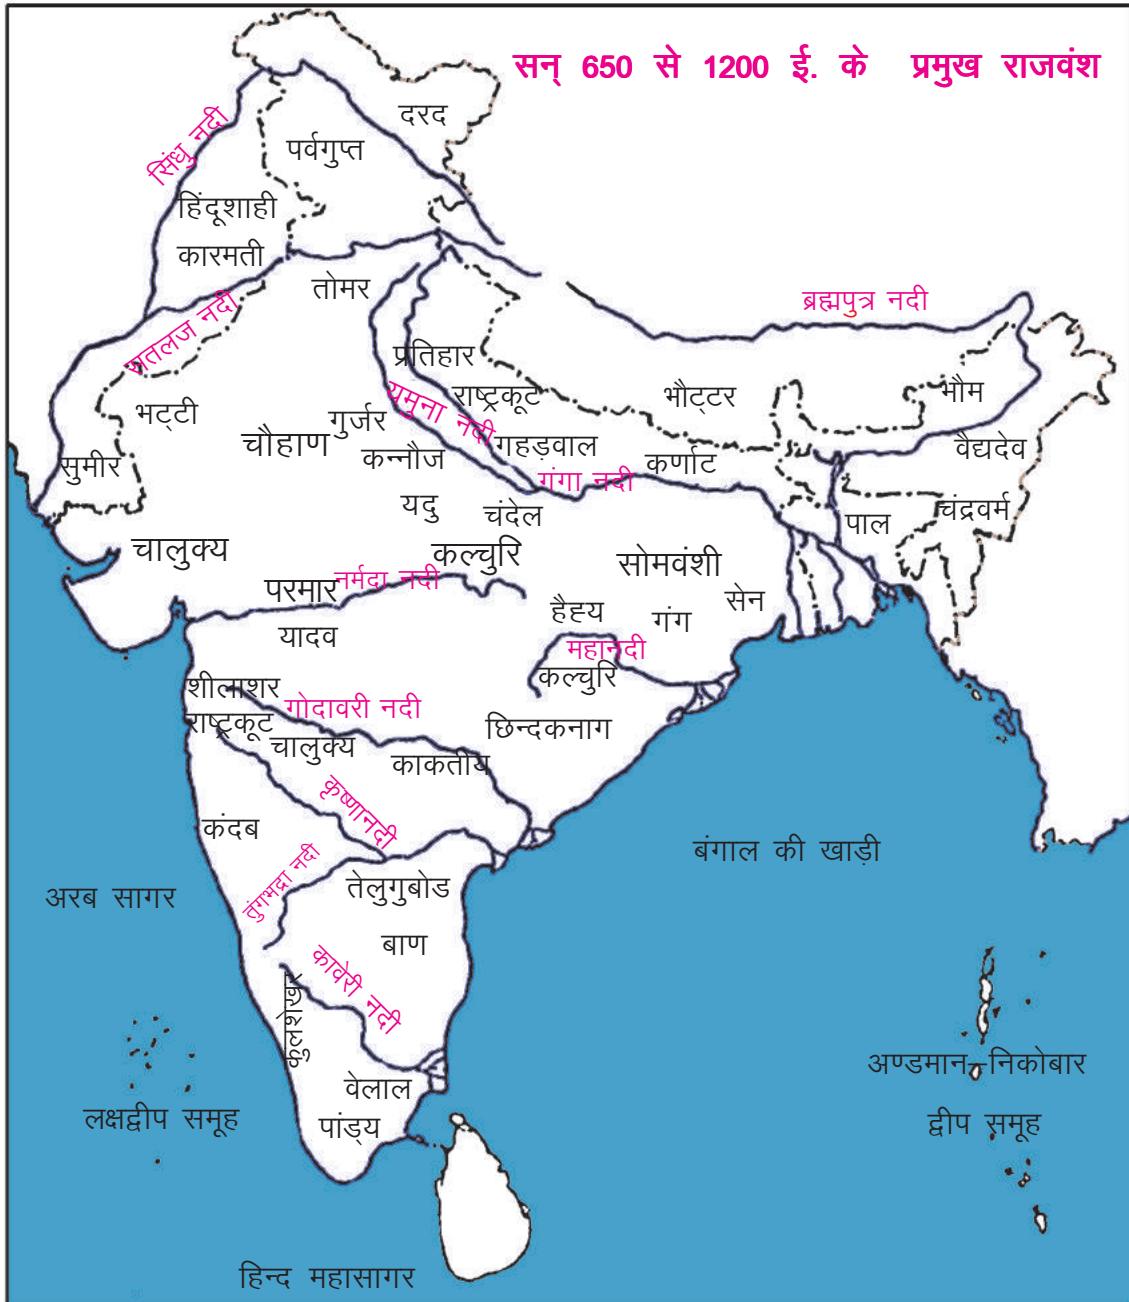 सन् 650 से 1200 ई. के प्रमुख राजवंश
दरद
पर्वगुप्त
सिंधु नदी
हिंदूशाही
कारमती
तोमर
सतलज नदी
ब्रह्मपुत्र नदी
प्रतिहार
राष्ट्रकूट
यमुना नदी
भौट्टर
भौम
भट्टी
गुर्जर
चौहाण
गहड़वाल
कन्नौज
कर्णाट
वैद्यदेव
सुमीर
गंगा नदी
यदु
चंदेल
पाल
चंद्रवर्म
चालुक्य
कल्चुरि
सोमवंशी
परमार
नर्मदा नदी
सेन
हैह्य
गंग
यादव
महानदी
कल्चुरि
शीलाशर
गोदावरी नदी
राष्ट्रकूट
चालुक्य
छिन्दकनाग
काकतीय
कृष्णानदी
कंदब
बंगाल की खाड़ी
तुंगभद्रा नदी
तेलुगुबोड
अरब सागर
बाण
कावेरी नदी
कुलशेखर
अण्डमान–निकोबार
वेलाल
लक्षद्वीप समूह
पांड्य
द्वीप समूह
हिन्द महासागर